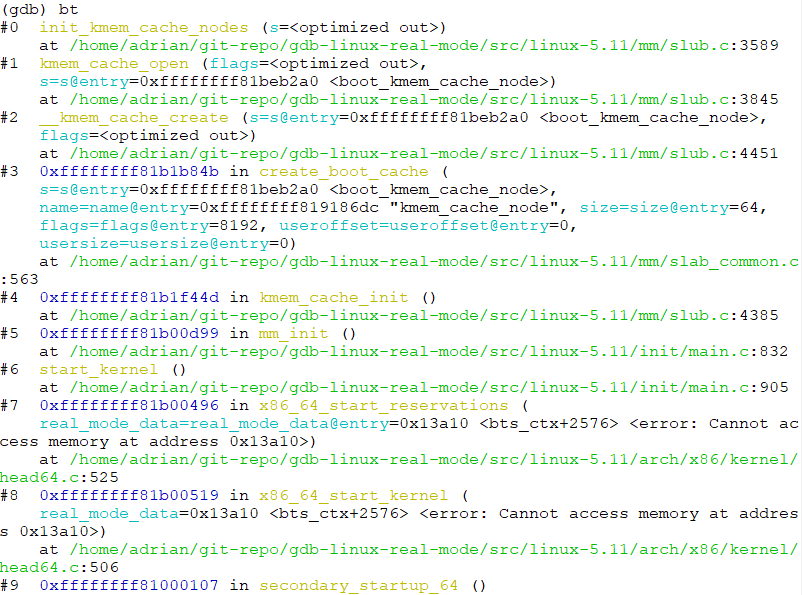 (gdb) bt
#0  init_kmem_cache_nodes (s=<optimized out>)
    at /home/adrian/git-repo/gdb-linux-real-mode/src/linux-5.11/mm/slub.c:3589
#1  kmem_cache_open (flags=<optimized out>,
    s=s@entry=0xffffffff81beb2a0 <boot_kmem_cache_node>)
    at /home/adrian/git-repo/gdb-linux-real-mode/src/linux-5.11/mm/slub.c:3845
#2  __kmem_cache_create (s=s@entry=0xffffffff81beb2a0 <boot_kmem_cache_node>,
    flags=<optimized out>)
    at /home/adrian/git-repo/gdb-linux-real-mode/src/linux-5.11/mm/slub.c:4451
#3  0xffffffff81b1b84b in create_boot_cache (
    s=s@entry=0xffffffff81beb2a0 <boot_kmem_cache_node>,
    name=name@entry=0xffffffff819186dc "kmem_cache_node", size=size@entry=64,
    flags=flags@entry=8192, useroffset=useroffset@entry=0,
    usersize=usersize@entry=0)
    at /home/adrian/git-repo/gdb-linux-real-mode/src/linux-5.11/mm/slab_common.c
:563
#4  0xffffffff81b1f44d in kmem_cache_init ()
    at /home/adrian/git-repo/gdb-linux-real-mode/src/linux-5.11/mm/slub.c:4385
#5  0xffffffff81b00d99 in mm_init ()
    at /home/adrian/git-repo/gdb-linux-real-mode/src/linux-5.11/init/main.c:832
#6  start_kernel ()
    at /home/adrian/git-repo/gdb-linux-real-mode/src/linux-5.11/init/main.c:905
#7  0xffffffff81b00496 in x86_64_start_reservations (
    real_mode_data=real_mode_data@entry=0x13a10 <bts_ctx+2576> <error: Cannot ac
cess memory at address 0x13a10>)
    at /home/adrian/git-repo/gdb-linux-real-mode/src/linux-5.11/arch/x86/kernel/
head64.c:525
#8  0xffffffff81b00519 in x86_64_start_kernel (
    real_mode_data=0x13a10 <bts_ctx+2576> <error: Cannot access memory at addres
s 0x13a10>)
    at /home/adrian/git-repo/gdb-linux-real-mode/src/linux-5.11/arch/x86/kernel/
head64.c:506
#9  0xffffffff81000107 in secondary_startup_64 ()